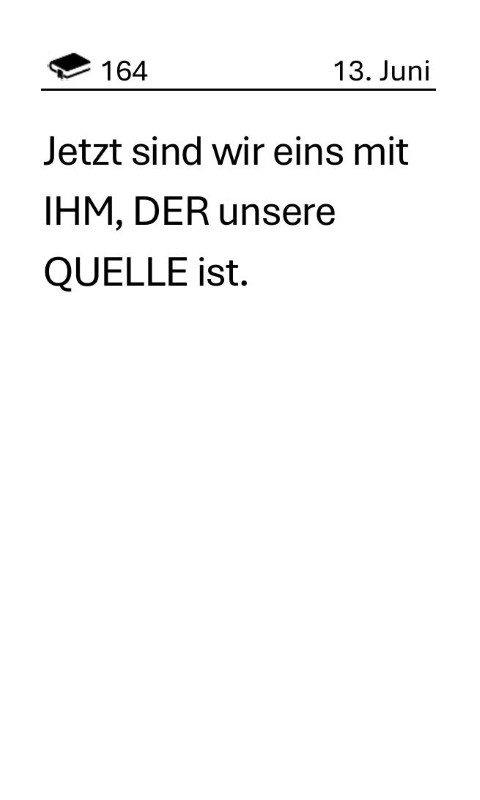 164 13. Juni
Jetzt sind wir eins mit
IHM, DER unsere
QUELLE ist.